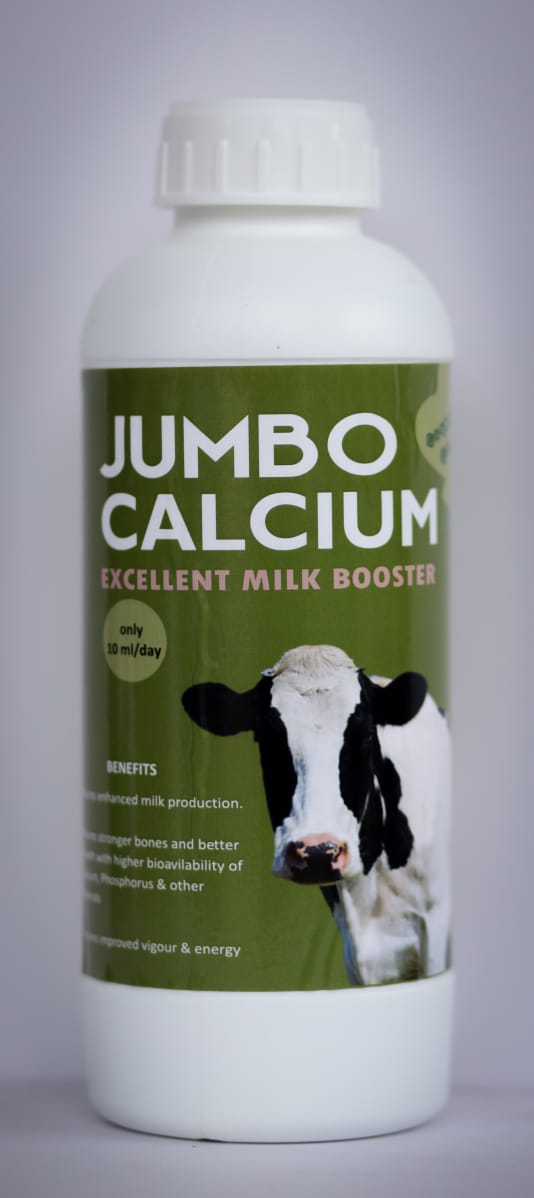 JUMBO
CALCIUM
EXCELLENT MILK BOOSTER
only
10 ml/day
BENEFITS
enhanced milk production.
stronger bones and better
with higher bioavilability of
Phosphorus & other
improved vigour & energy